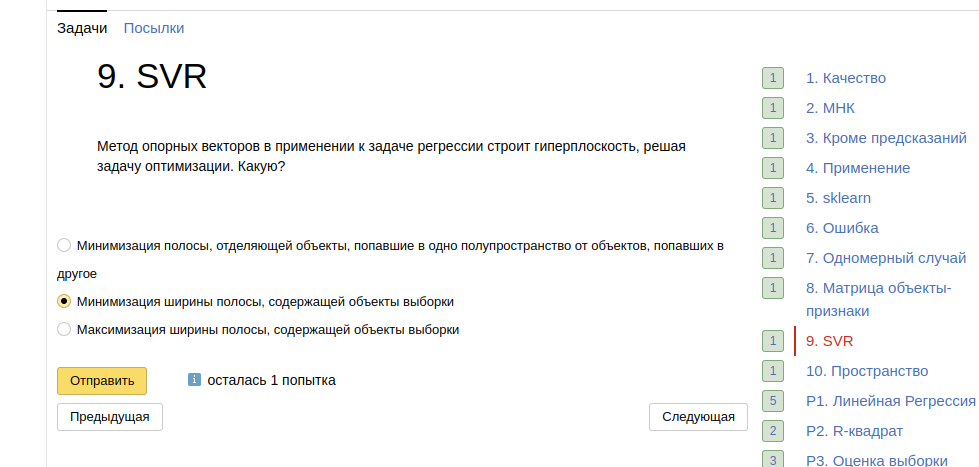 Задачи Посылки
9. SVR
Метод опорных векторов в применении к задаче регрессии строит гиперплоскость, решая
задачу оптимизации. Какую?
Минимизация полосы, отделяющей объекты, попавшие в одно полупространство от объектов, попавших в
другое
Минимизация ширины полосы, содержащей объекты выборки
Максимизация ширины полосы, содержащей объекты выборки
Отправить
i осталась 1 попытка
Предыдущая
Следующая
1 1. Качество
1 2. МНК
1 3. Кроме предсказаний
1 4. Применение
1 5. sklearn
1 6. Ошибка
1 7. Одномерный случай
1 8. Матрица объекты-
признаки
1 9. SVR
1 10. Пространство
5 P1. Линейная Регрессия
2 P2. R-квадрат
3 P3. Оценка выборки